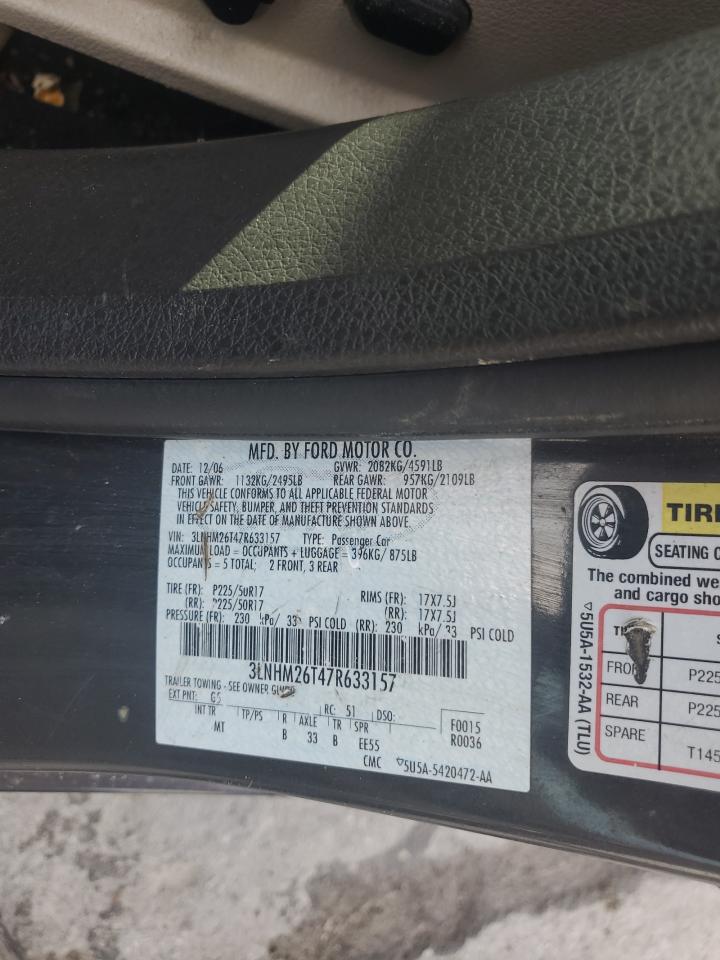 MFD. BY FORD MOTOR CO.
DATE: 12/06 GVWR: 2082KG/4591LB
FRONT GAWR: 1132KG/2495LB REAR GAWR: 957KG/2109LB
THIS VEHICLE CONFORMS TO ALL APPLICABLE FEDERAL MOTOR
VEHICLE SAFETY, BUMPER, AND THEFT PREVENTION STANDARDS
IN EFFECT ON THE DATE OF MANUFACTURE SHOWN ABOVE.
VIN: 3LNHM26T47R633157 TYPE: Passenger Car
MAXIMUM LOAD = OCCUPANTS + LUGGAGE = 396KG/ 875LB
OCCUPANTS = 5 TOTAL; 2 FRONT, 3 REAR
TIRE (FR): P225/50R17 RIMS (FR): 17X7.5J
(RR): P225/50R17 (RR): 17X7.5J
PRESSURE (FR): 230 kPa/ 33 PSI COLD (RR): 230 kPa/33 PSI COLD
3LNHM26T47R633157
TRAILER TOWING - SEE OWNER GUIDE
EXT PNT: G5 RC: 51 DSO:
INT TR TP/PS R AXLE TR SPR F0015
MT B 33 B EE55 R0036
CMC ▽5U5A-5420472-AA
TIRE
SEATING
The combined
and cargo
FRONT P225
REAR P225
SPARE T145
▽5U5A-1532-AA (TLU)